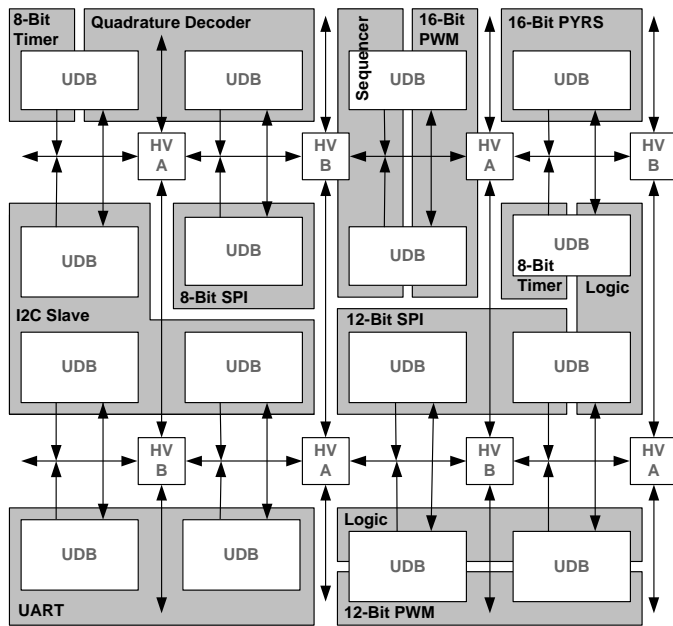 8-Bit
Timer
Quadrature Decoder
Sequencer
16-Bit
PWM
16-Bit PYRS
UDB
UDB
UDB
UDB
HV
A
HV
B
HV
A
HV
B
UDB
UDB
UDB
UDB
8-Bit SPI
8-Bit
Timer
Logic
I2C Slave
12-Bit SPI
UDB
UDB
UDB
UDB
HV
B
HV
A
HV
B
HV
A
Logic
UDB
UDB
UDB
UDB
UART
12-Bit PWM